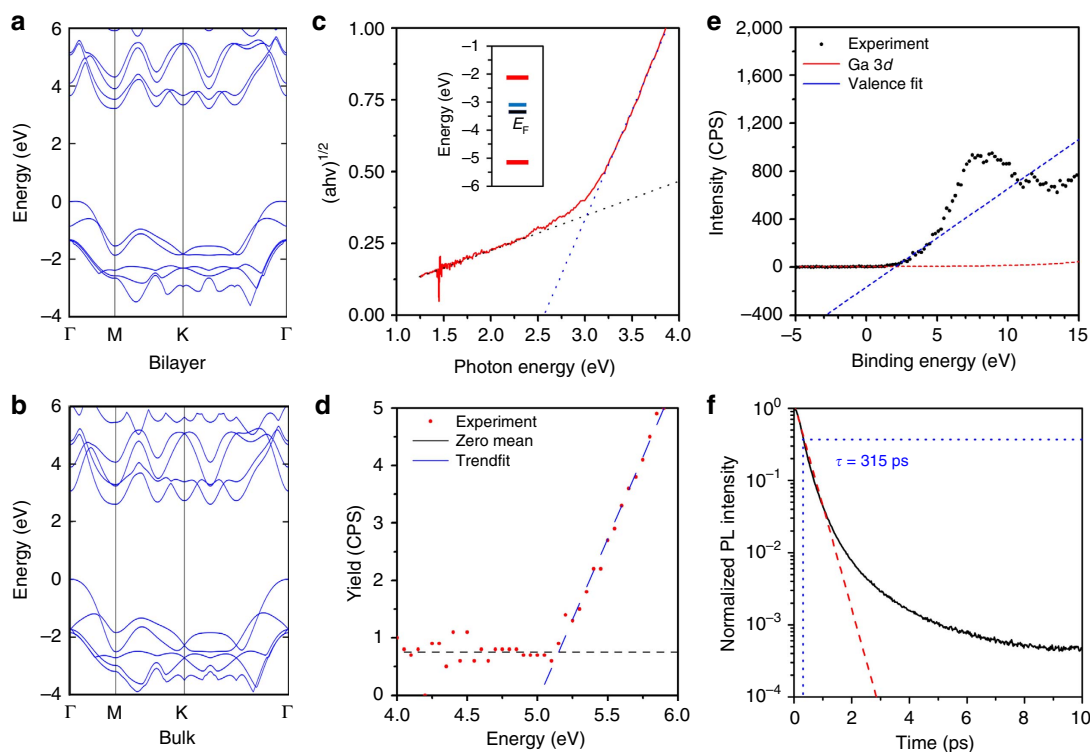 a
6
4
2
0
–2
–4
Energy (eV)
Γ M K Γ
Bilayer
b
6
4
2
0
–2
–4
Energy (eV)
Γ M K Γ
Bulk
c
1.00
0.75
0.50
0.25
0.00
(ahv)1/2
1.0 1.5 2.0 2.5 3.0 3.5 4.0
Photon energy (eV)
–1
–2
–3
–4
–5
–6
Energy (eV)
EF
d
5
4
3
2
1
0
Yield (CPS)
Experiment
Zero mean
Trendfit
4.0 4.5 5.0 5.5 6.0
Energy (eV)
e
2,000
1,600
1,200
800
400
0
–400
Intensity (CPS)
Experiment
Ga 3d
Valence fit
–5 0 5 10 15
Binding energy (eV)
f
10⁰
10⁻¹
10⁻²
10⁻³
10⁻⁴
Normalized PL intensity
τ = 315 ps
0 2 4 6 8 10
Time (ps)